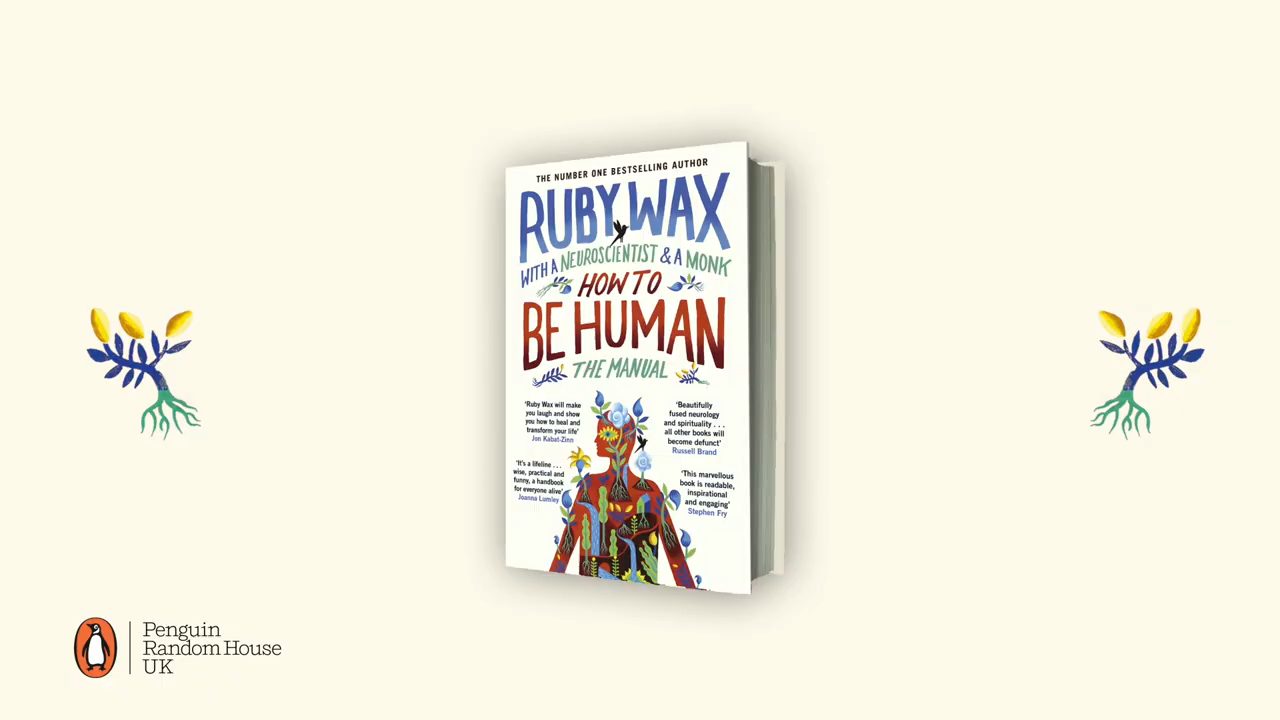 THE NUMBER ONE BESTSELLING AUTHOR
RUBY WAX
WITH A NEUROSCIENTIST & A MONK
HOW TO
BE HUMAN
THE MANUAL
'Ruby Wax will make
you laugh and show
you how to heal and
transform your life'
Jon Kabat-Zinn
'Beautifully
fused neurology
and spirituality . . .
all other books will
become defunct'
Russell Brand
'It's a lifeline . . .
wise, practical and
funny, a handbook
for everyone alive'
Joanna Lumley
'This marvellous
book is readable,
inspirational
and engaging'
Stephen Fry
Penguin
Random House
UK